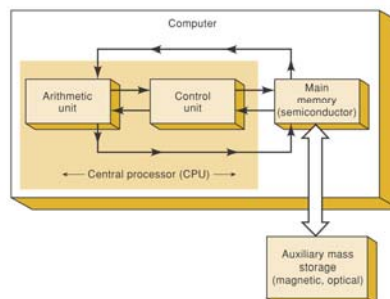 Computer
Arithmetic
unit
Control
unit
Main
memory
(semiconductor)
Central processor (CPU)
Auxiliary mass
storage
(magnetic, optical)